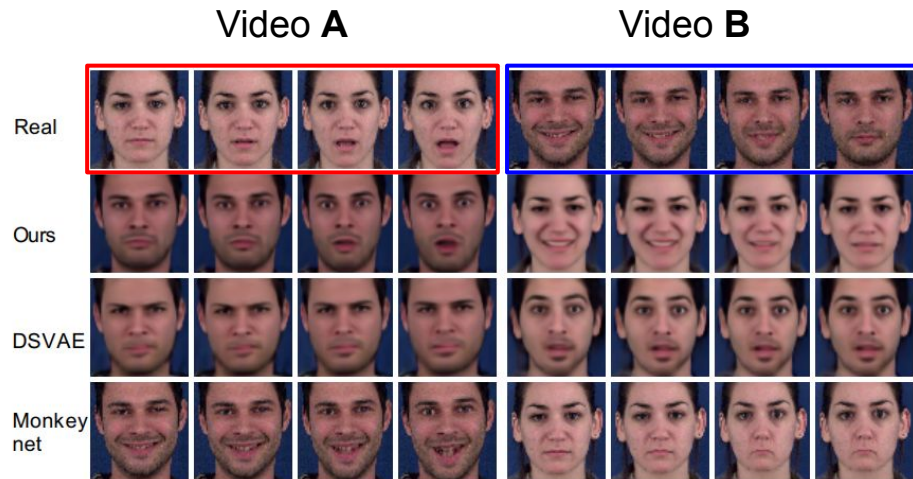 Video A
Video B
Real
Ours
DSVAE
Monkey
net